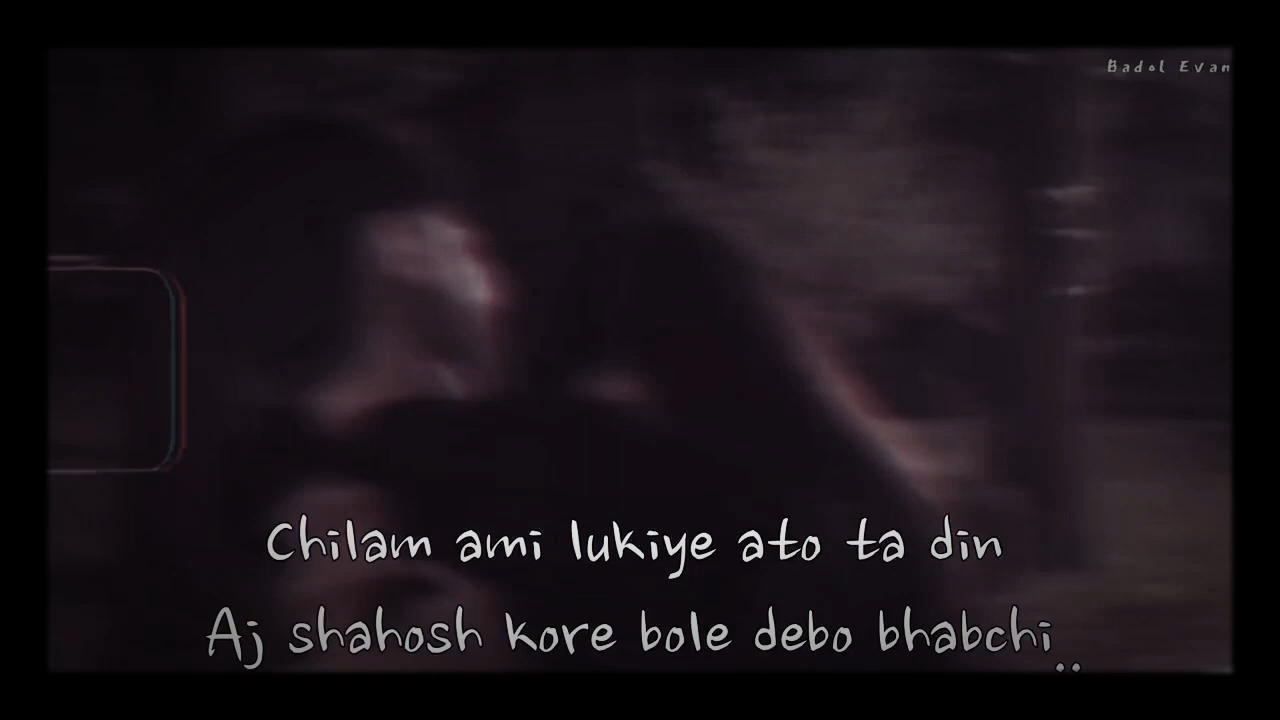 Badol Evan
Chilam ami lukiye ato ta din
Aj shahosh kore bole debo bhabchi..